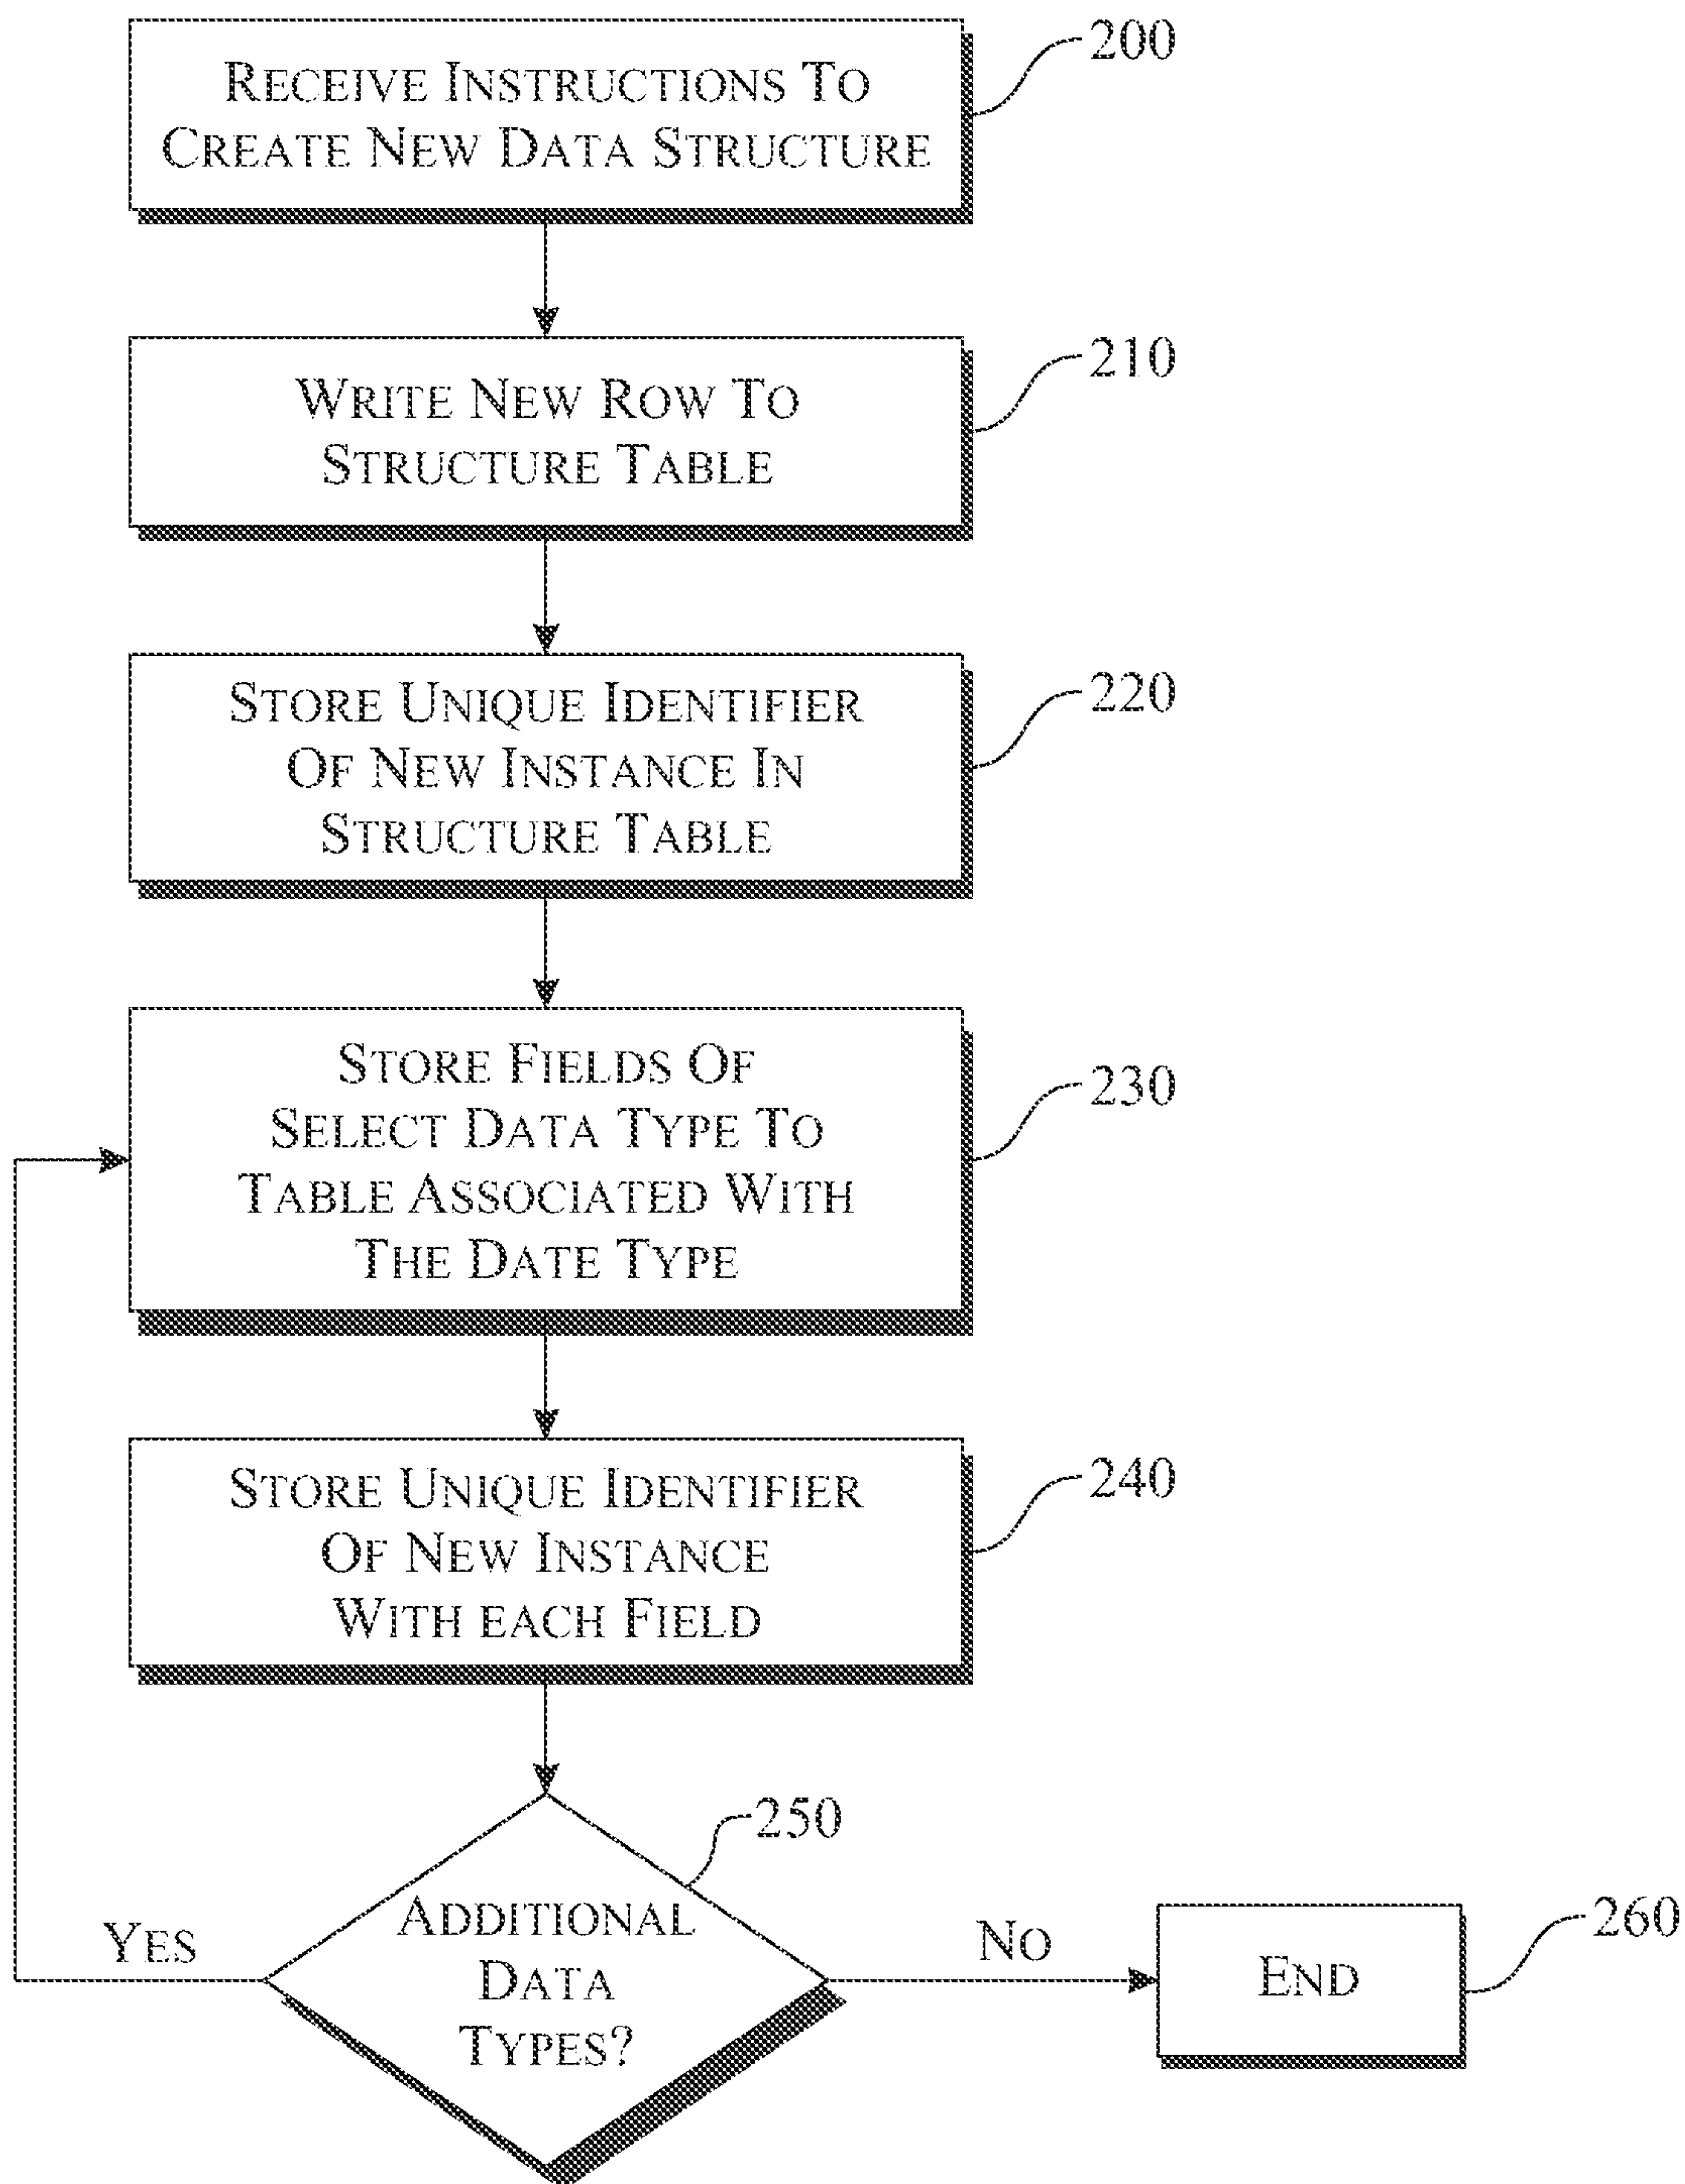 RECEIVE INSTRUCTIONS TO
CREATE NEW DATA STRUCTURE
200
WRITE NEW ROW TO
STRUCTURE TABLE
210
STORE UNIQUE IDENTIFIER
OF NEW INSTANCE IN
STRUCTURE TABLE
220
STORE FIELDS OF
SELECT DATA TYPE TO
TABLE ASSOCIATED WITH
THE DATE TYPE
230
STORE UNIQUE IDENTIFIER
OF NEW INSTANCE
WITH EACH FIELD
240
250
ADDITIONAL
DATA
TYPES?
YES
NO
END
260